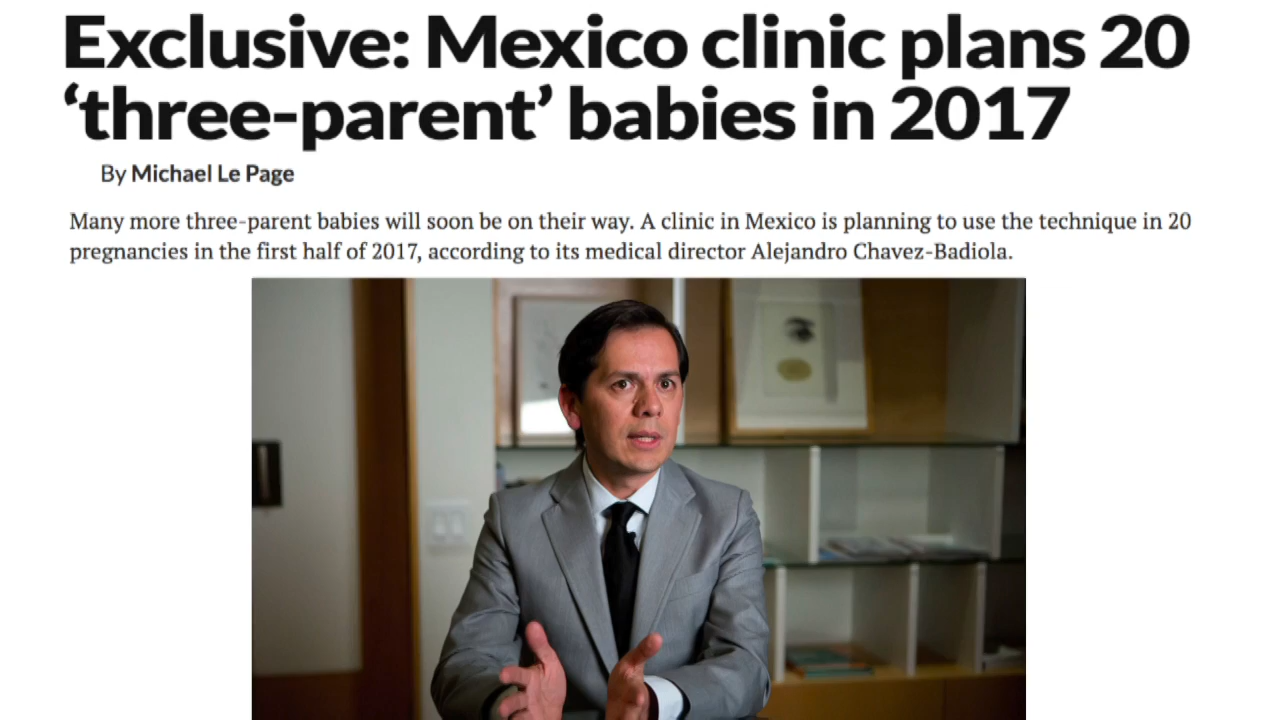 Exclusive: Mexico clinic plans 20
‘three-parent’ babies in 2017
By Michael Le Page
Many more three-parent babies will soon be on their way. A clinic in Mexico is planning to use the technique in 20
pregnancies in the first half of 2017, according to its medical director Alejandro Chavez-Badiola.